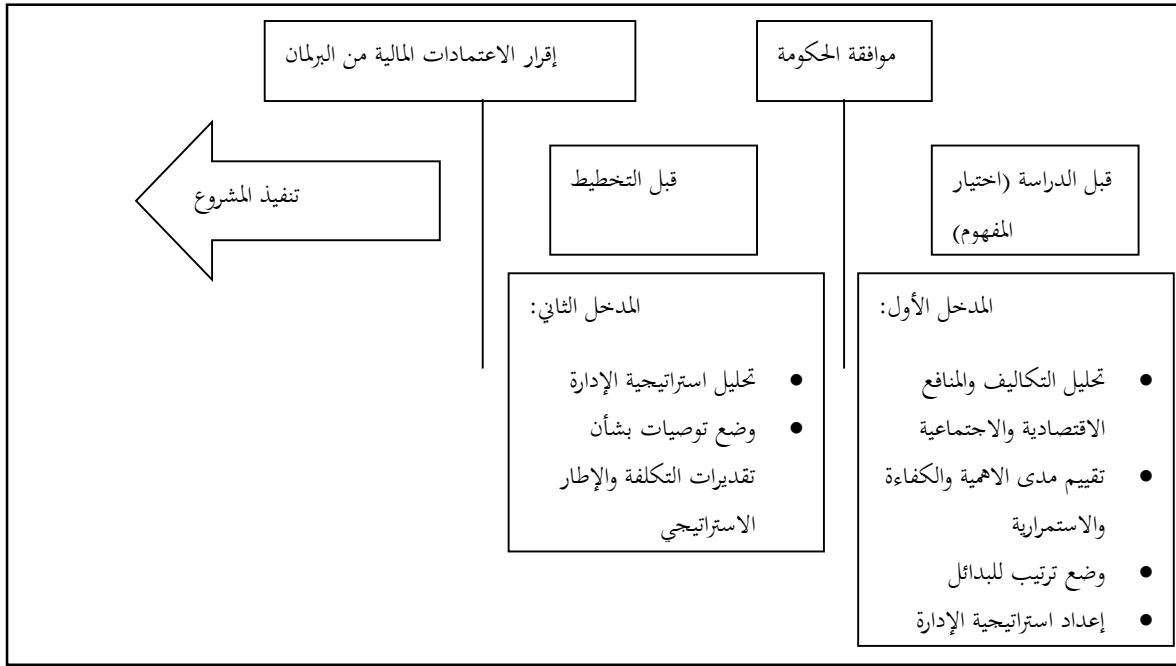 موافقة الحكومة
إقرار الاعتمادات المالية من البرلمان
قبل الدراسة (اختيار
المفهوم)
قبل التخطيط
تنفيذ المشروع
المدخل الأول:
● تحليل التكاليف والمنافع
الاقتصادية والاجتماعية
● تقييم مدى الاهمية والكفاءة
والاستمرارية
● وضع ترتيب للبدائل
● إعداد استراتيجية الإدارة
المدخل الثاني:
● تحليل استراتيجية الإدارة
● وضع توصيات بشأن
تقديرات التكلفة والإطار
الاستراتيجي